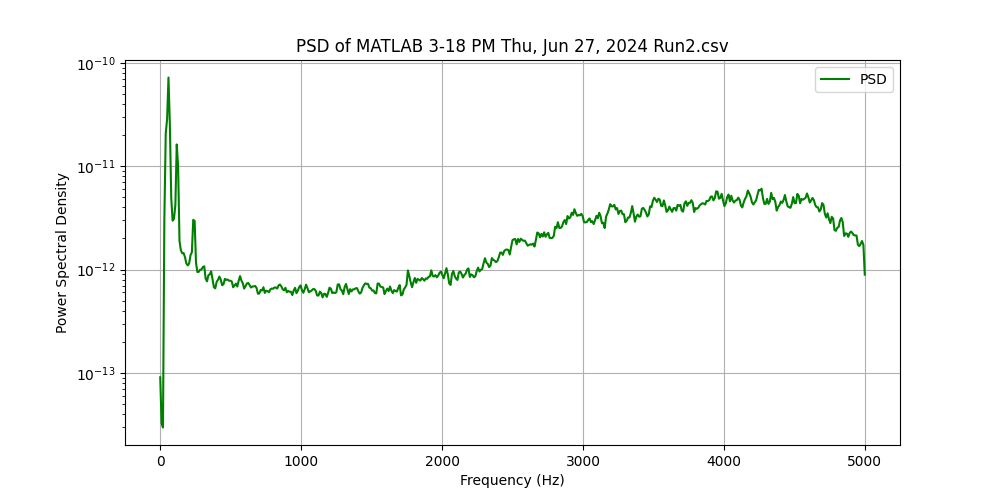 PSD of MATLAB 3-18 PM Thu, Jun 27, 2024 Run2.csv
PSD
10⁻¹⁰
10⁻¹¹
10⁻¹²
10⁻¹³
Power Spectral Density
0 1000 2000 3000 4000 5000
Frequency (Hz)